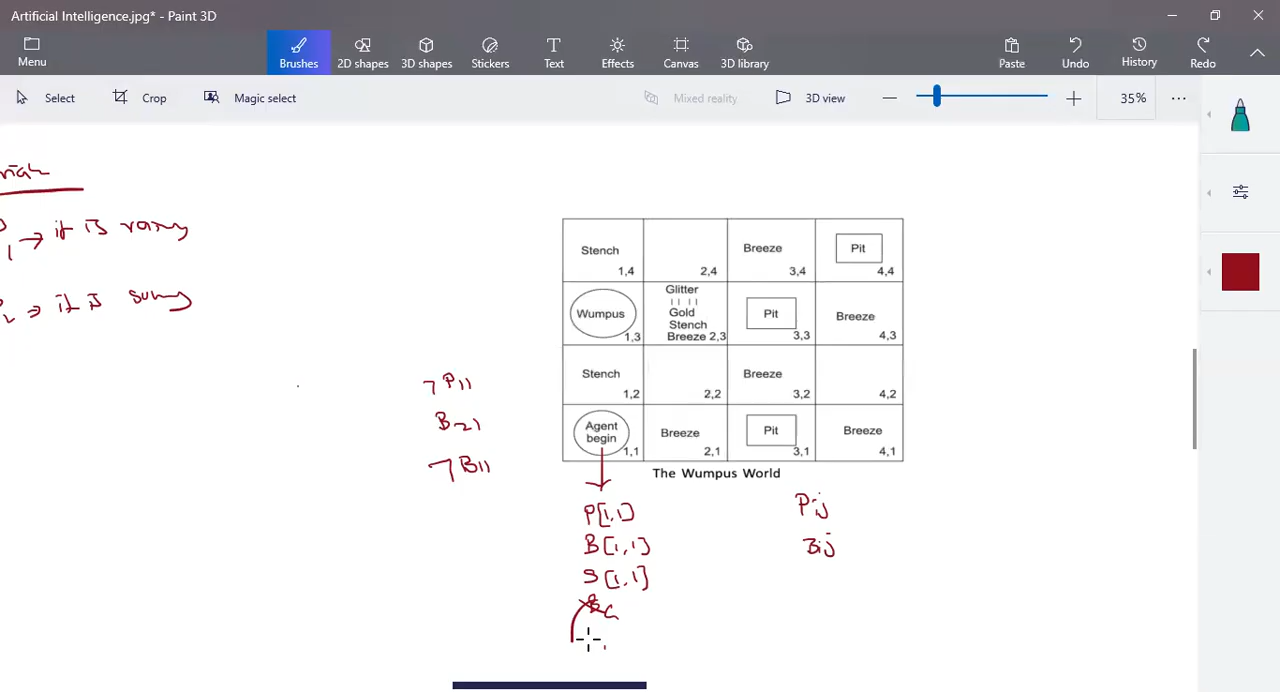 Artificial Intelligence.jpg* - Paint 3D
Menu
Brushes 2D shapes 3D shapes Stickers Text Effects Canvas 3D library Paste Undo History Redo
Select Crop Magic select Mixed reality 3D view 35%
1 → it is rainy
2 → it is sunny
Stench 1,4
2,4
Breeze 3,4
Pit 4,4
Wumpus 1,3
Glitter
Gold
Stench
Breeze 2,3
Pit 3,3
Breeze 4,3
Stench 1,2
2,2
Breeze 3,2
4,2
Agent
begin 1,1
Breeze 2,1
Pit 3,1
Breeze 4,1
The Wumpus World
¬P11
B21
¬B11
P[1,1]
B[1,1]
S[1,1]
G
Pij
Bij